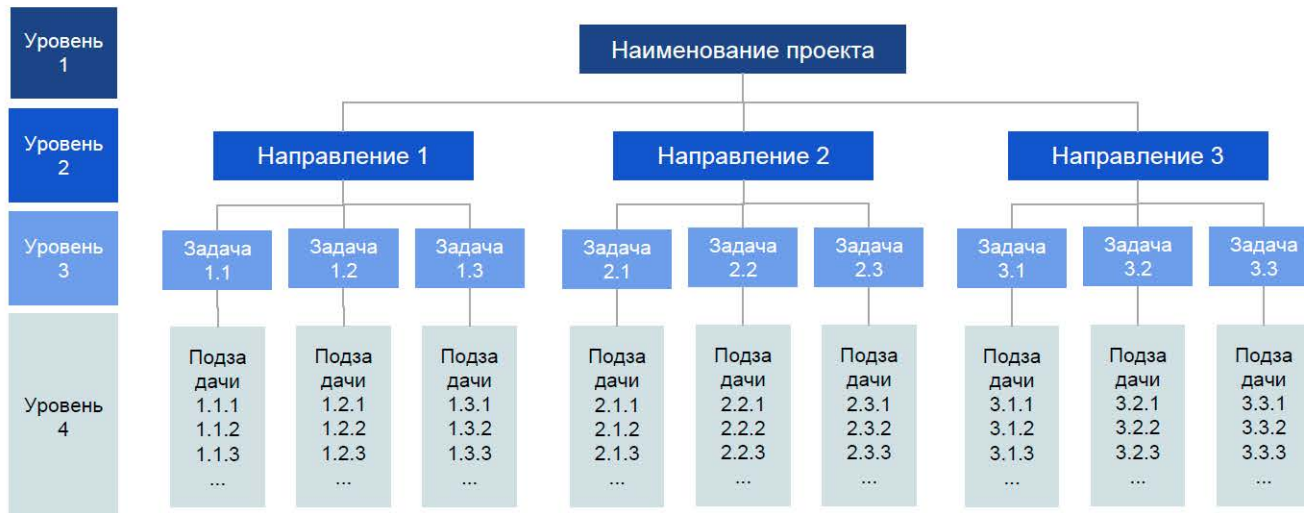 Уровень
1
Наименование проекта
Уровень
2
Направление 1
Направление 2
Направление 3
Уровень
3
Задача
1.1
Задача
1.2
Задача
1.3
Задача
2.1
Задача
2.2
Задача
2.3
Задача
3.1
Задача
3.2
Задача
3.3
Уровень
4
Подза
дачи
1.1.1
1.1.2
1.1.3
...
Подза
дачи
1.2.1
1.2.2
1.2.3
...
Подза
дачи
1.3.1
1.3.2
1.3.3
...
Подза
дачи
2.1.1
2.1.2
2.1.3
...
Подза
дачи
2.2.1
2.2.2
2.2.3
...
Подза
дачи
2.3.1
2.3.2
2.3.3
...
Подза
дачи
3.1.1
3.1.2
3.1.3
...
Подза
дачи
3.2.1
3.2.2
3.2.3
...
Подза
дачи
3.3.1
3.3.2
3.3.3
...